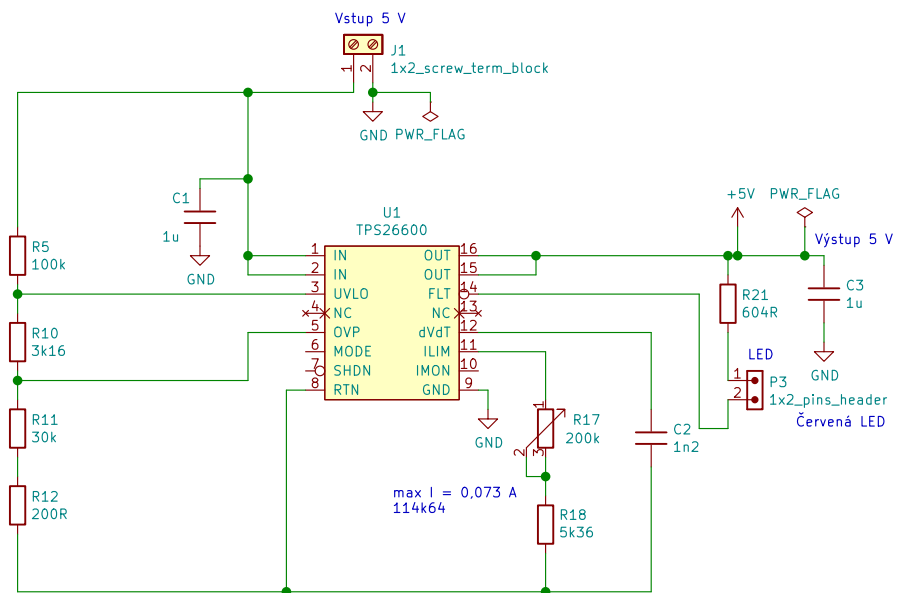 Vstup 5 V
J1
1x2_screw_term_block
1
2
GND
PWR_FLAG
C1
1u
GND
U1
TPS26600
1 IN
2 IN
3 UVLO
4 NC
5 OVP
6 MODE
7 SHDN
8 RTN
OUT 16
OUT 15
FLT 14
NC 13
dVdT 12
ILIM 11
IMON 10
GND 9
R5
100k
R10
3k16
R11
30k
R12
200R
GND
+5V
PWR_FLAG
Výstup 5 V
R21
604R
C3
1u
GND
LED
1
2
P3
1x2_pins_header
Červená LED
1
2
3
R17
200k
C2
1n2
max I = 0,073 A
114k64
R18
5k36